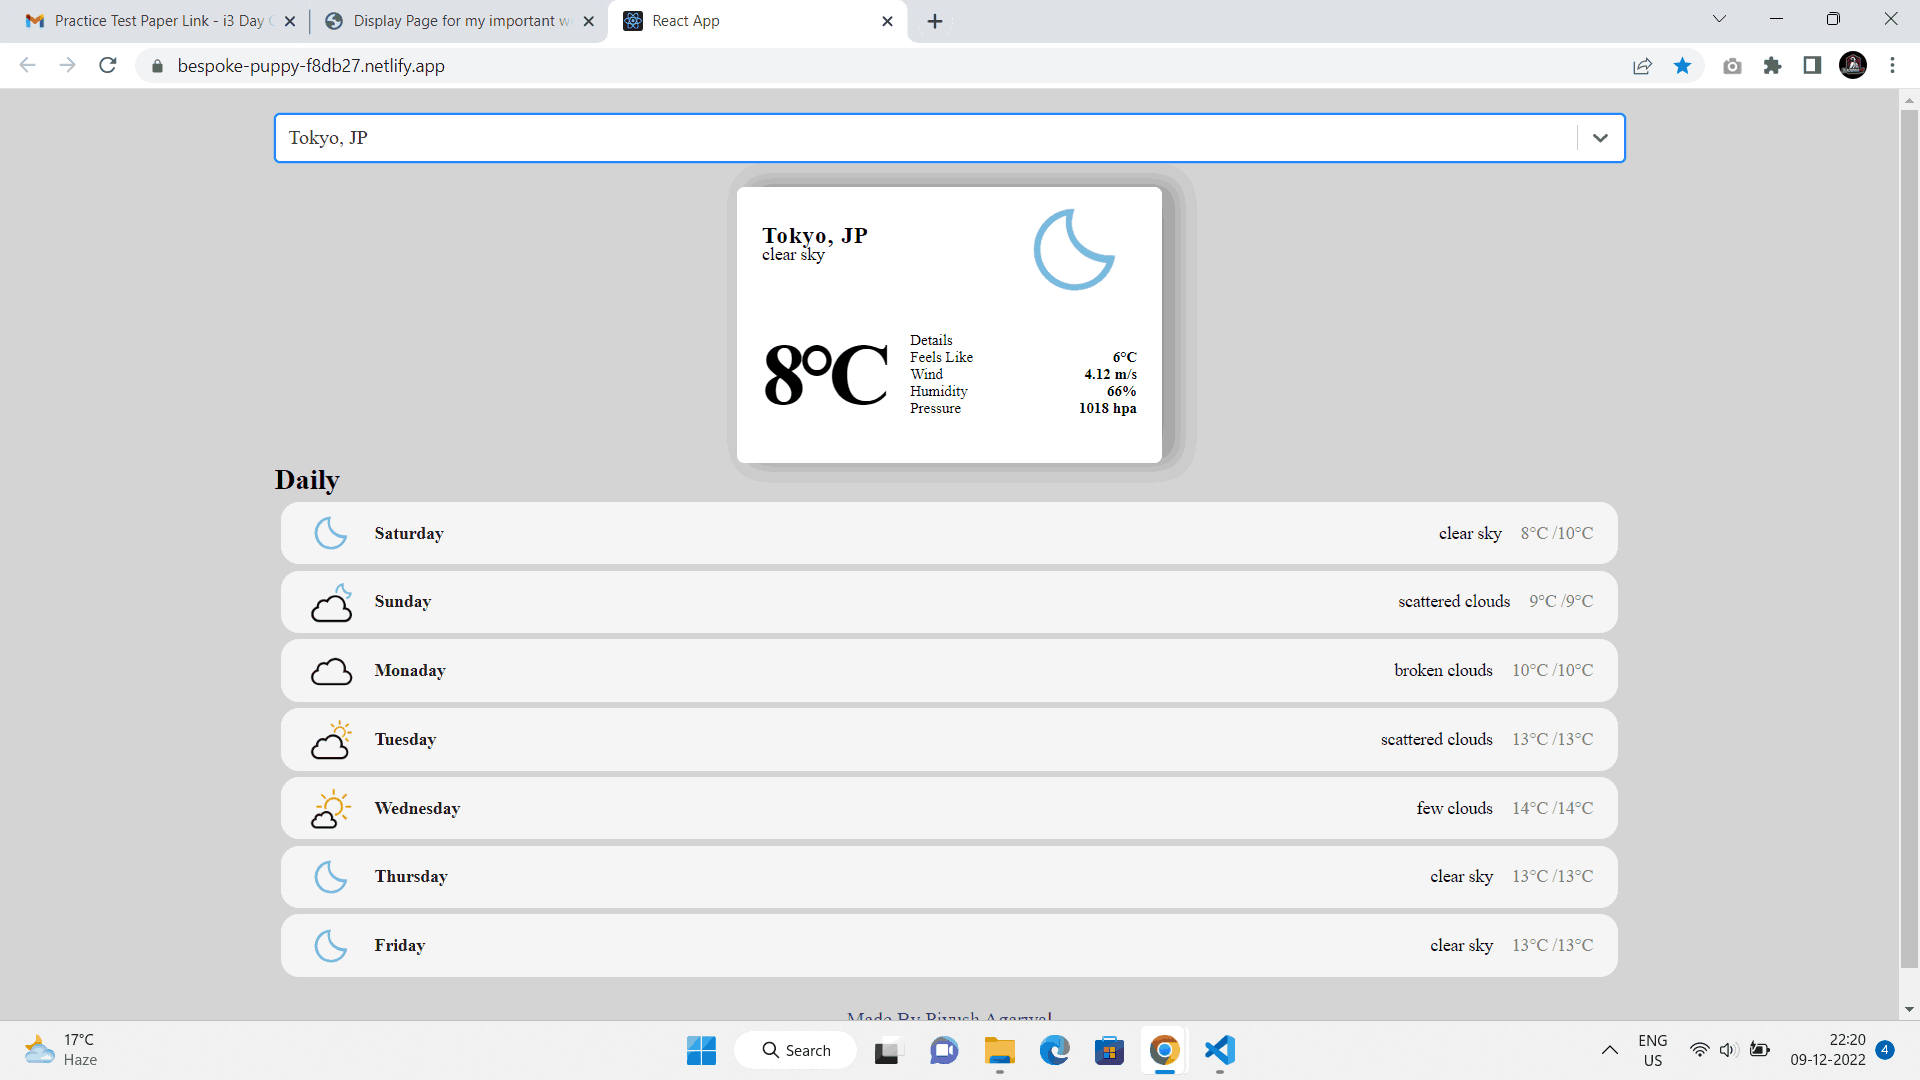 Practice Test Paper Link - i3 Day
Display Page for my important w
React App
bespoke-puppy-f8db27.netlify.app
Tokyo, JP
Tokyo, JP
clear sky
8°C
Details
Feels Like 6°C
Wind 4.12 m/s
Humidity 66%
Pressure 1018 hpa
Daily
Saturday clear sky 8°C /10°C
Sunday scattered clouds 9°C /9°C
Monaday broken clouds 10°C /10°C
Tuesday scattered clouds 13°C /13°C
Wednesday few clouds 14°C /14°C
Thursday clear sky 13°C /13°C
Friday clear sky 13°C /13°C
Made By Piyush Agarwal
17°C
Haze
Search
ENG
US
22:20
09-12-2022
4